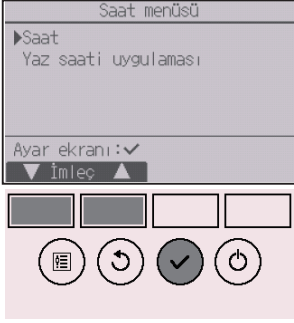 Saat menüsü
Saat
Yaz saati uygulaması
Ayar ekranı:✓
▼ İmleç ▲